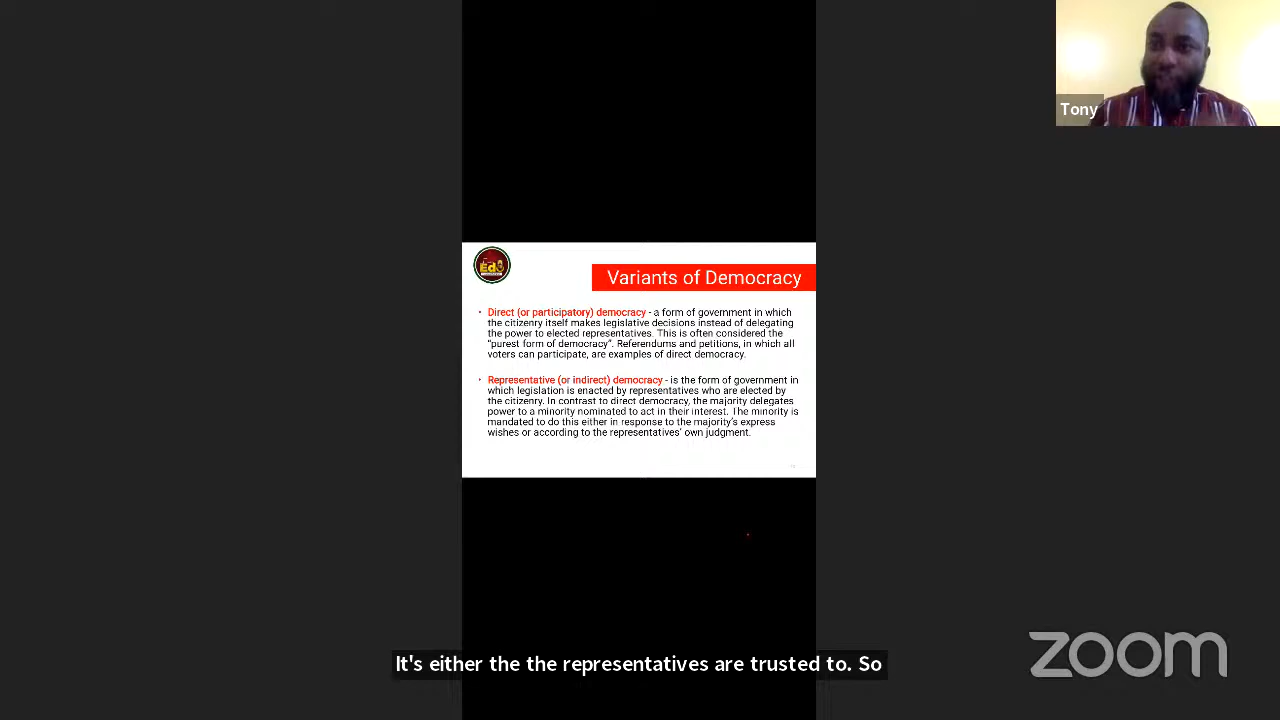 Tony
Edo
Variants of Democracy
• Direct (or participatory) democracy - a form of government in which
the citizenry itself makes legislative decisions instead of delegating
the power to elected representatives. This is often considered the
"purest form of democracy". Referendums and petitions, in which all
voters can participate, are examples of direct democracy.
• Representative (or indirect) democracy - is the form of government in
which legislation is enacted by representatives who are elected by
the citizenry. In contrast to direct democracy, the majority delegates
power to a minority nominated to act in their interest. The minority is
mandated to do this either in response to the majority's express
wishes or according to the representatives' own judgment.
It's either the the representatives are trusted to. So
zoom